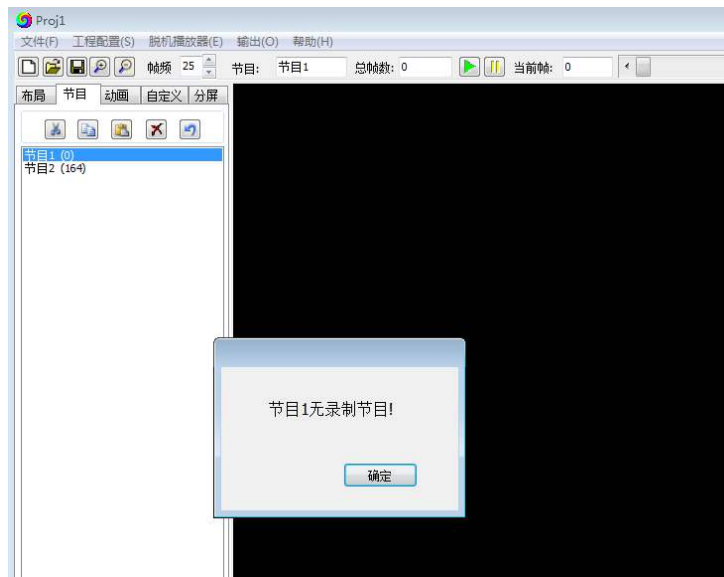 Proj1
文件(F) 工程配置(S) 脱机播放器(E) 输出(O) 帮助(H)
帧频 25 节目: 节目1 总帧数: 0 当前帧: 0
布局 节目 动画 自定义 分屏
节目1 (0)
节目2 (164)
节目1无录制节目!
确定